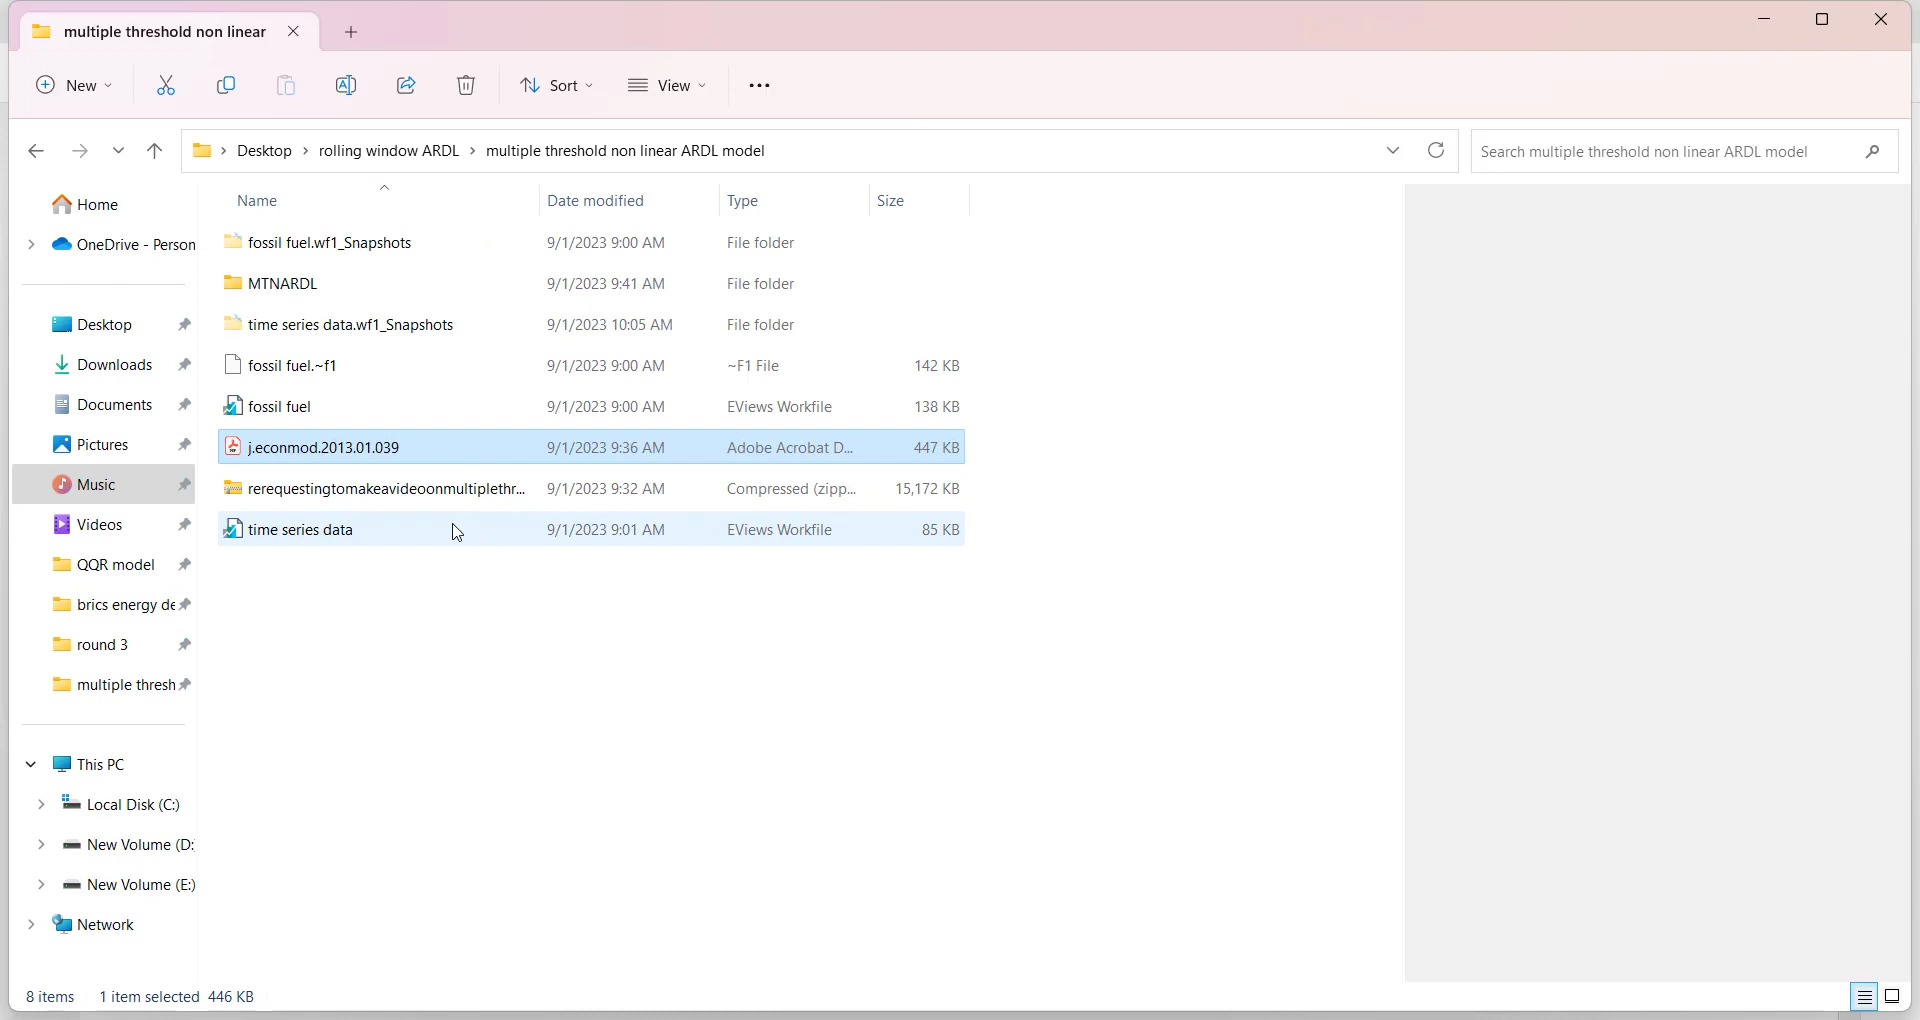 multiple threshold non linear
New
Sort
View
Desktop > rolling window ARDL > multiple threshold non linear ARDL model
Search multiple threshold non linear ARDL model
Home
OneDrive - Person
Desktop
Downloads
Documents
Pictures
Music
Videos
QQR model
brics energy de
round 3
multiple thresh
This PC
Local Disk (C:)
New Volume (D:
New Volume (E:)
Network
Name Date modified Type Size
fossil fuel.wf1_Snapshots 9/1/2023 9:00 AM File folder
MTNARDL 9/1/2023 9:41 AM File folder
time series data.wf1_Snapshots 9/1/2023 10:05 AM File folder
fossil fuel.~f1 9/1/2023 9:00 AM ~F1 File 142 KB
fossil fuel 9/1/2023 9:00 AM EViews Workfile 138 KB
j.econmod.2013.01.039 9/1/2023 9:36 AM Adobe Acrobat D... 447 KB
rerequestingtomakeavideoonmultiplethr... 9/1/2023 9:32 AM Compressed (zipp... 15,172 KB
time series data 9/1/2023 9:01 AM EViews Workfile 85 KB
8 items 1 item selected 446 KB